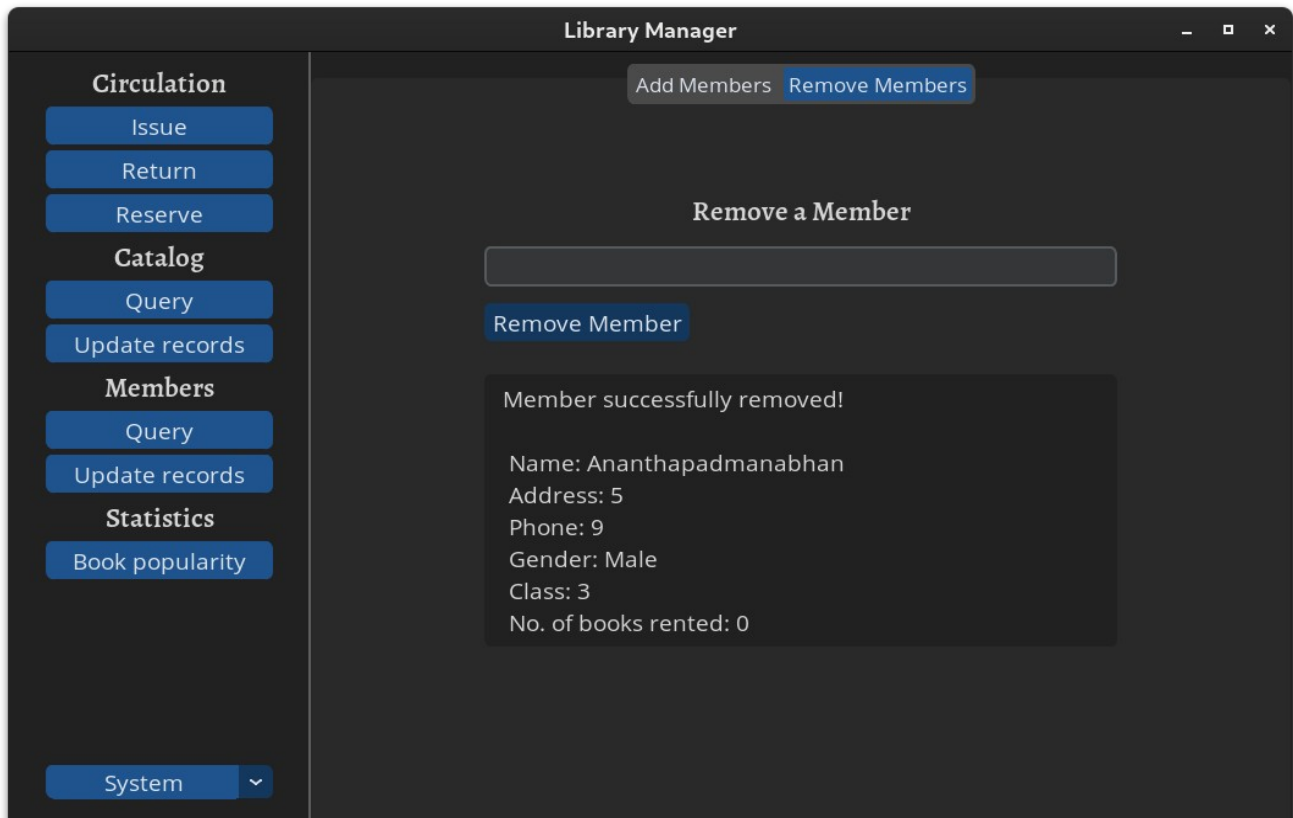 Library Manager
Circulation
Issue
Return
Reserve
Catalog
Query
Update records
Members
Query
Update records
Statistics
Book popularity
System
Add Members Remove Members
Remove a Member
Remove Member
Member successfully removed!
Name: Ananthapadmanabhan
Address: 5
Phone: 9
Gender: Male
Class: 3
No. of books rented: 0